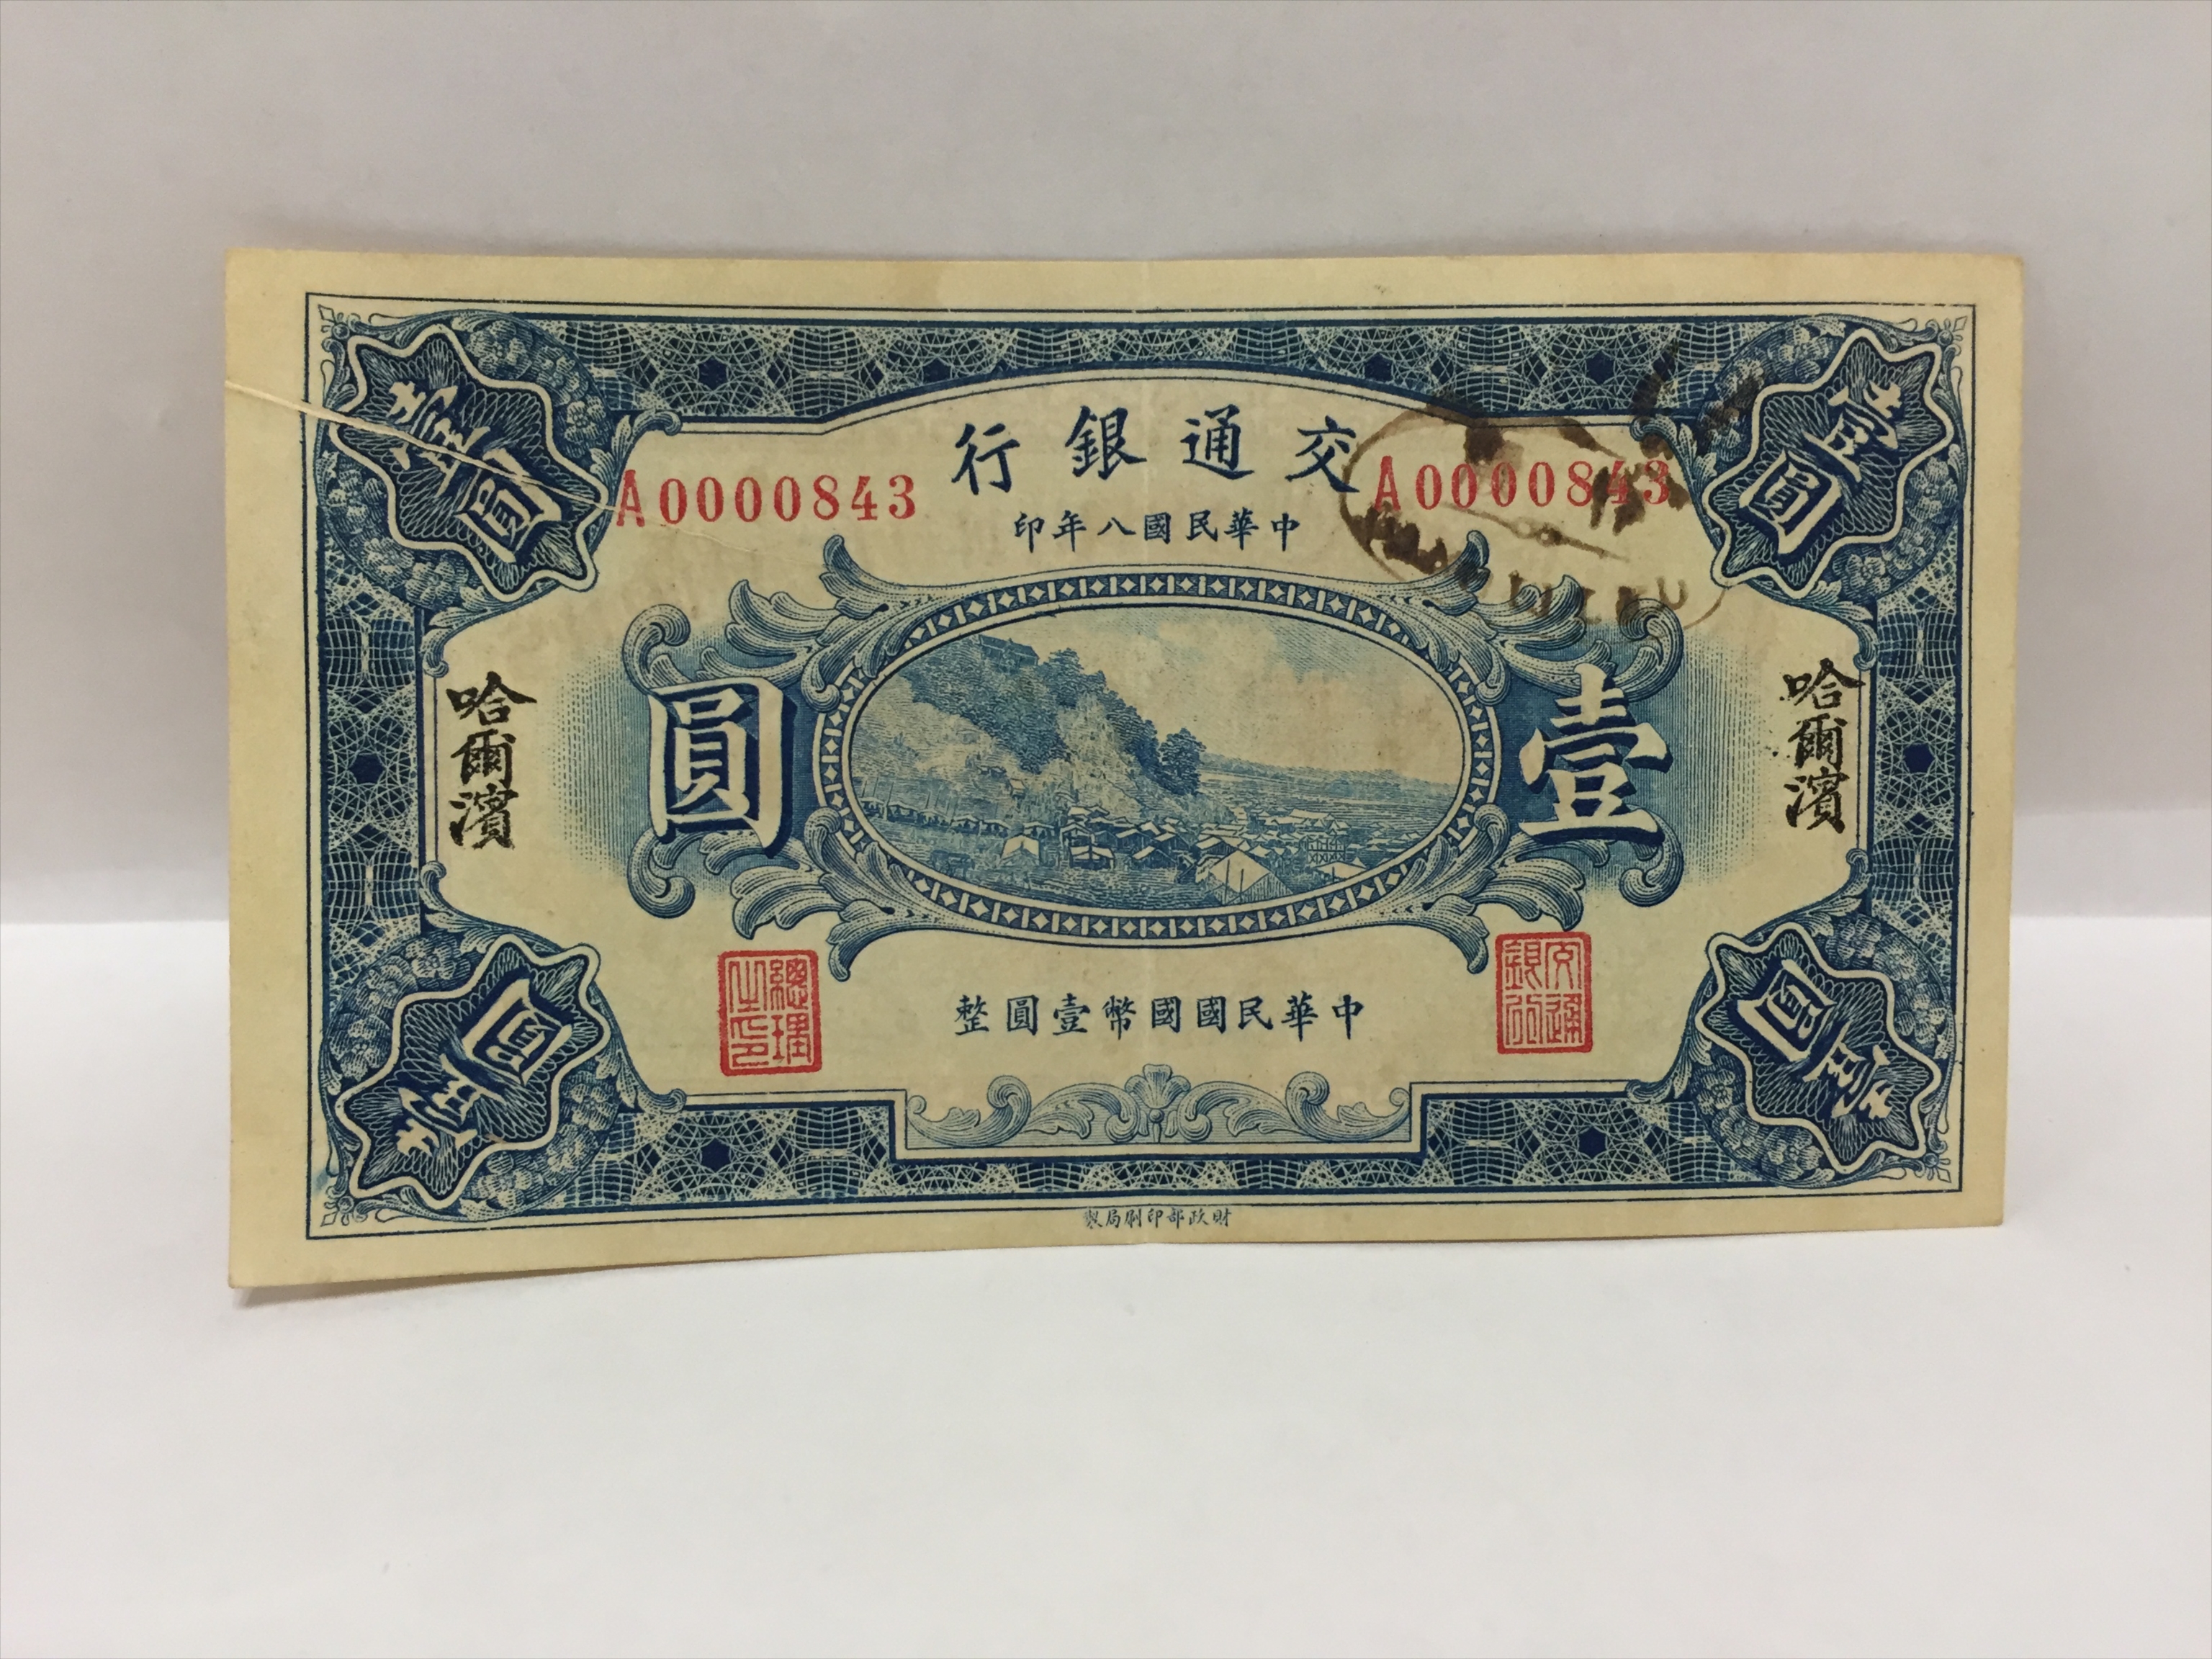 交通銀行
A0000843
A0000843
中華民國八年印
壹圓
壹圓
壹
圓
哈爾濱
哈爾濱
總理之印
交通銀行
中華民國國幣壹圓整
壹圓
壹圓
財政部印刷局製